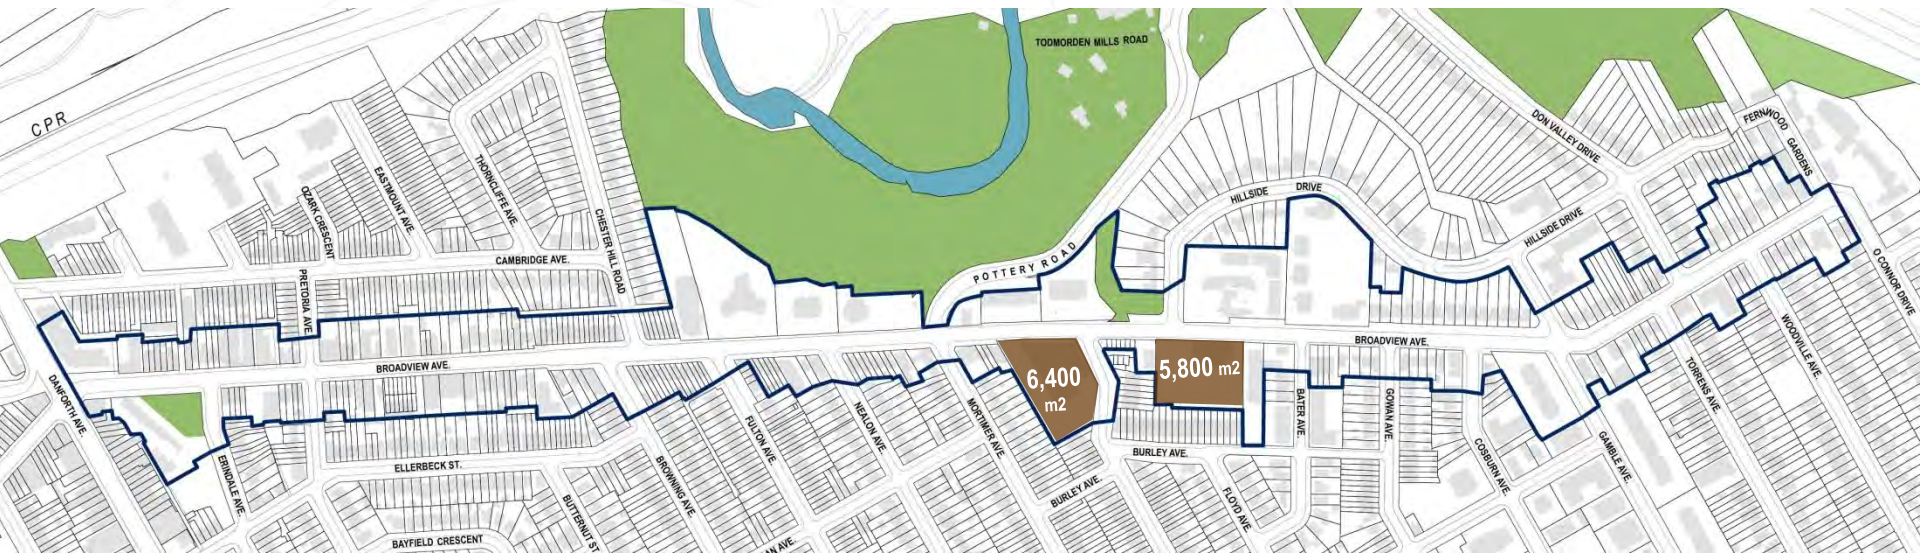 TODMORDEN MILLS ROAD
CPR
FERNWOOD
GARDENS
DON VALLEY DRIVE
THORNCLIFFE AVE.
EASTMOUNT AVE.
OZARK CRESCENT
CHESTER HILL ROAD
HILLSIDE DRIVE
HILLSIDE DRIVE
CAMBRIDGE AVE.
POTTERY ROAD
PRETORIA AVE.
O CONNOR DRIVE
BROADVIEW AVE.
BROADVIEW AVE.
WOODVILLE AVE.
6,400
m2
5,800 m2
DANFORTH AVE.
TORRENS AVE.
BATER AVE.
GOWAN AVE.
MORTIMER AVE.
NEALON AVE.
FULTON AVE.
GAMBLE AVE.
COSBURN AVE.
BURLEY AVE.
ERINDALE AVE.
ELLERBECK ST.
BROWNING AVE.
BURLEY AVE.
FLOYD AVE.
BUTTERNUT ST
BAYFIELD CRESCENT
AN AVE.